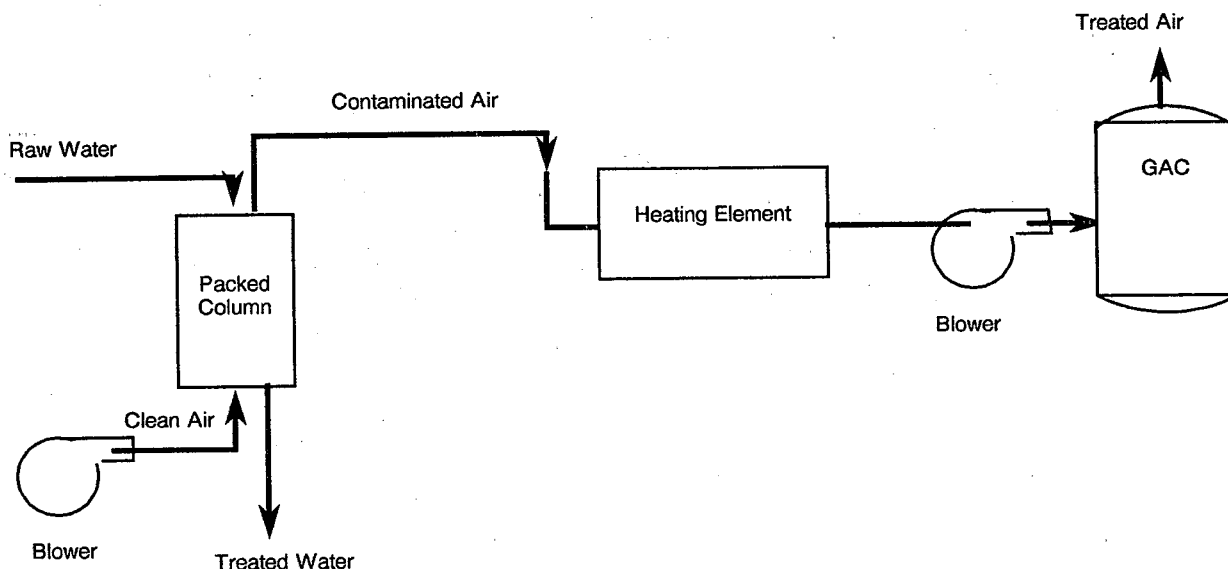 Treated Air
Contaminated Air
Raw Water
GAC
Heating Element
Packed
Column
Blower
Clean Air
Blower
Treated Water